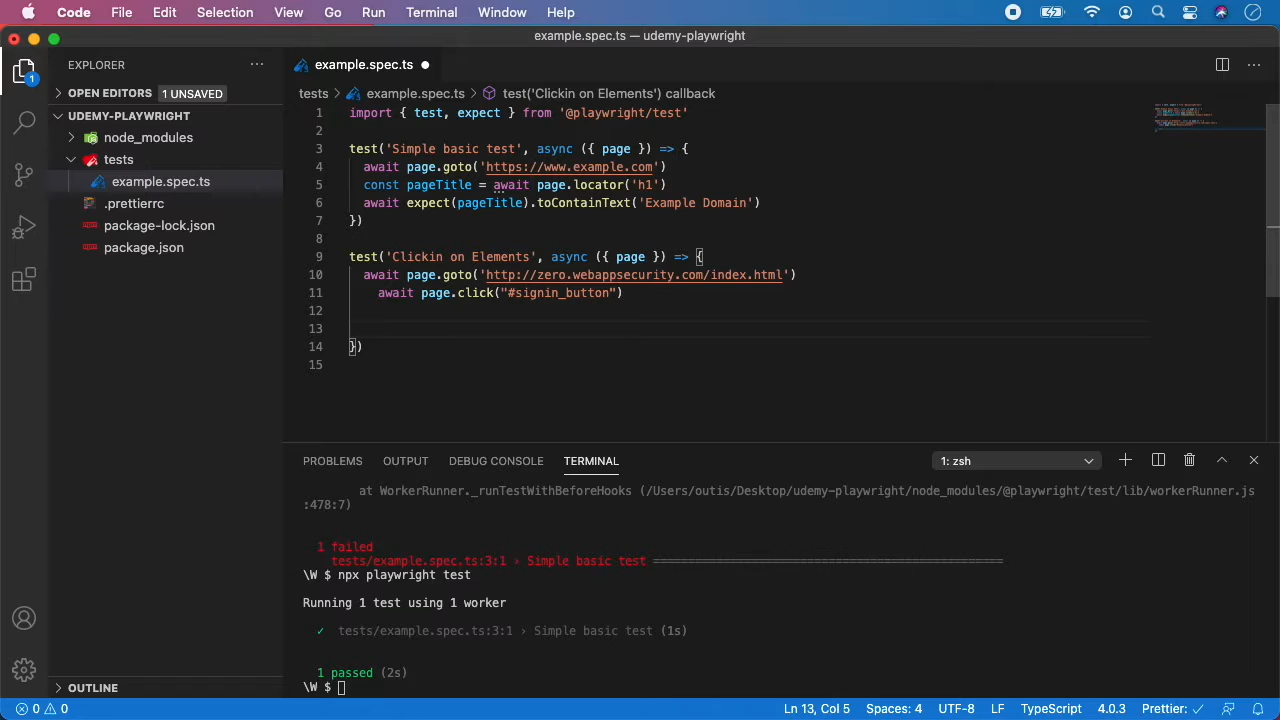 Code File Edit Selection View Go Run Terminal Window Help
example.spec.ts — udemy-playwright
EXPLORER
OPEN EDITORS 1 UNSAVED
UDEMY-PLAYWRIGHT
node_modules
tests
example.spec.ts
.prettierrc
package-lock.json
package.json
OUTLINE
1
example.spec.ts
tests > example.spec.ts > test('Clickin on Elements') callback
1 import { test, expect } from '@playwright/test'
2
3 test('Simple basic test', async ({ page }) => {
4 await page.goto('https://www.example.com')
5 const pageTitle = await page.locator('h1')
6 await expect(pageTitle).toContainText('Example Domain')
7 })
8
9 test('Clickin on Elements', async ({ page }) => {
10 await page.goto('http://zero.webappsecurity.com/index.html')
11 await page.click("#signin_button")
12
13
14 })
15
PROBLEMS OUTPUT DEBUG CONSOLE TERMINAL 1: zsh
at WorkerRunner._runTestWithBeforeHooks (/Users/outis/Desktop/udemy-playwright/node_modules/@playwright/test/lib/workerRunner.js
:478:7)
1 failed
tests/example.spec.ts:3:1 › Simple basic test ==================================================
\W $ npx playwright test
Running 1 test using 1 worker
✓ tests/example.spec.ts:3:1 › Simple basic test (1s)
1 passed (2s)
\W $
0 0 Ln 13, Col 5 Spaces: 4 UTF-8 LF TypeScript 4.0.3 Prettier: ✓